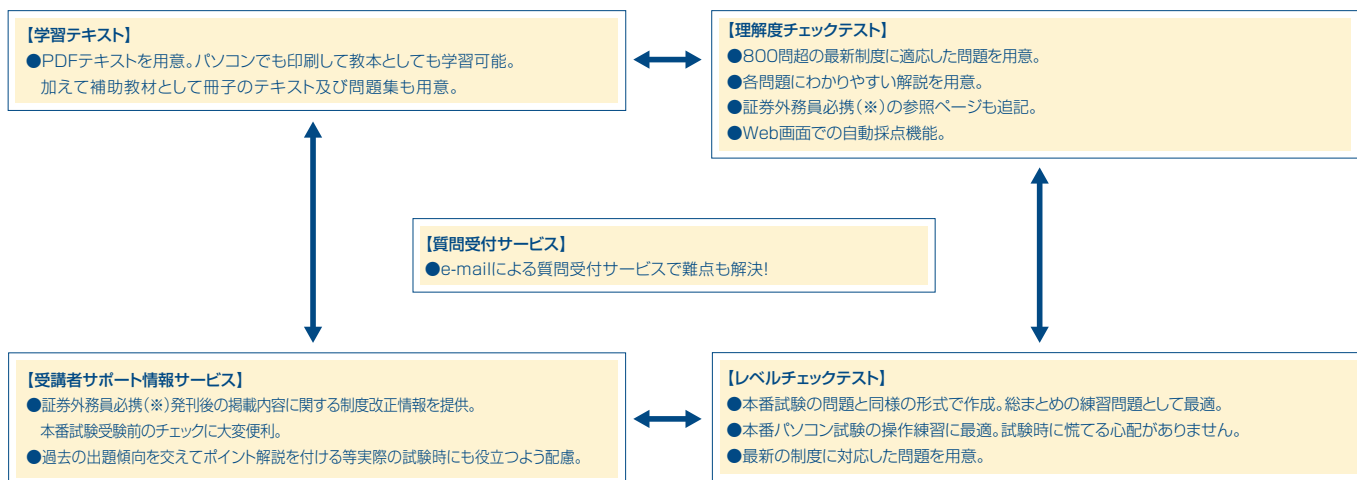 【学習テキスト】
●PDFテキストを用意。パソコンでも印刷して教本としても学習可能。
加えて補助教材として冊子のテキスト及び問題集も用意。
【理解度チェックテスト】
●800問超の最新制度に適応した問題を用意。
●各問題にわかりやすい解説を用意。
●証券外務員必携(※)の参照ページも追記。
●Web画面での自動採点機能。
【質問受付サービス】
●e-mailによる質問受付サービスで難点も解決!
【受講者サポート情報サービス】
●証券外務員必携(※)発刊後の掲載内容に関する制度改正情報を提供。
本番試験受験前のチェックに大変便利。
●過去の出題傾向を交えてポイント解説を付ける等実際の試験時にも役立つよう配慮。
【レベルチェックテスト】
●本番試験の問題と同様の形式で作成。総まとめの練習問題として最適。
●本番パソコン試験の操作練習に最適。試験時に慌てる心配がありません。
●最新の制度に対応した問題を用意。